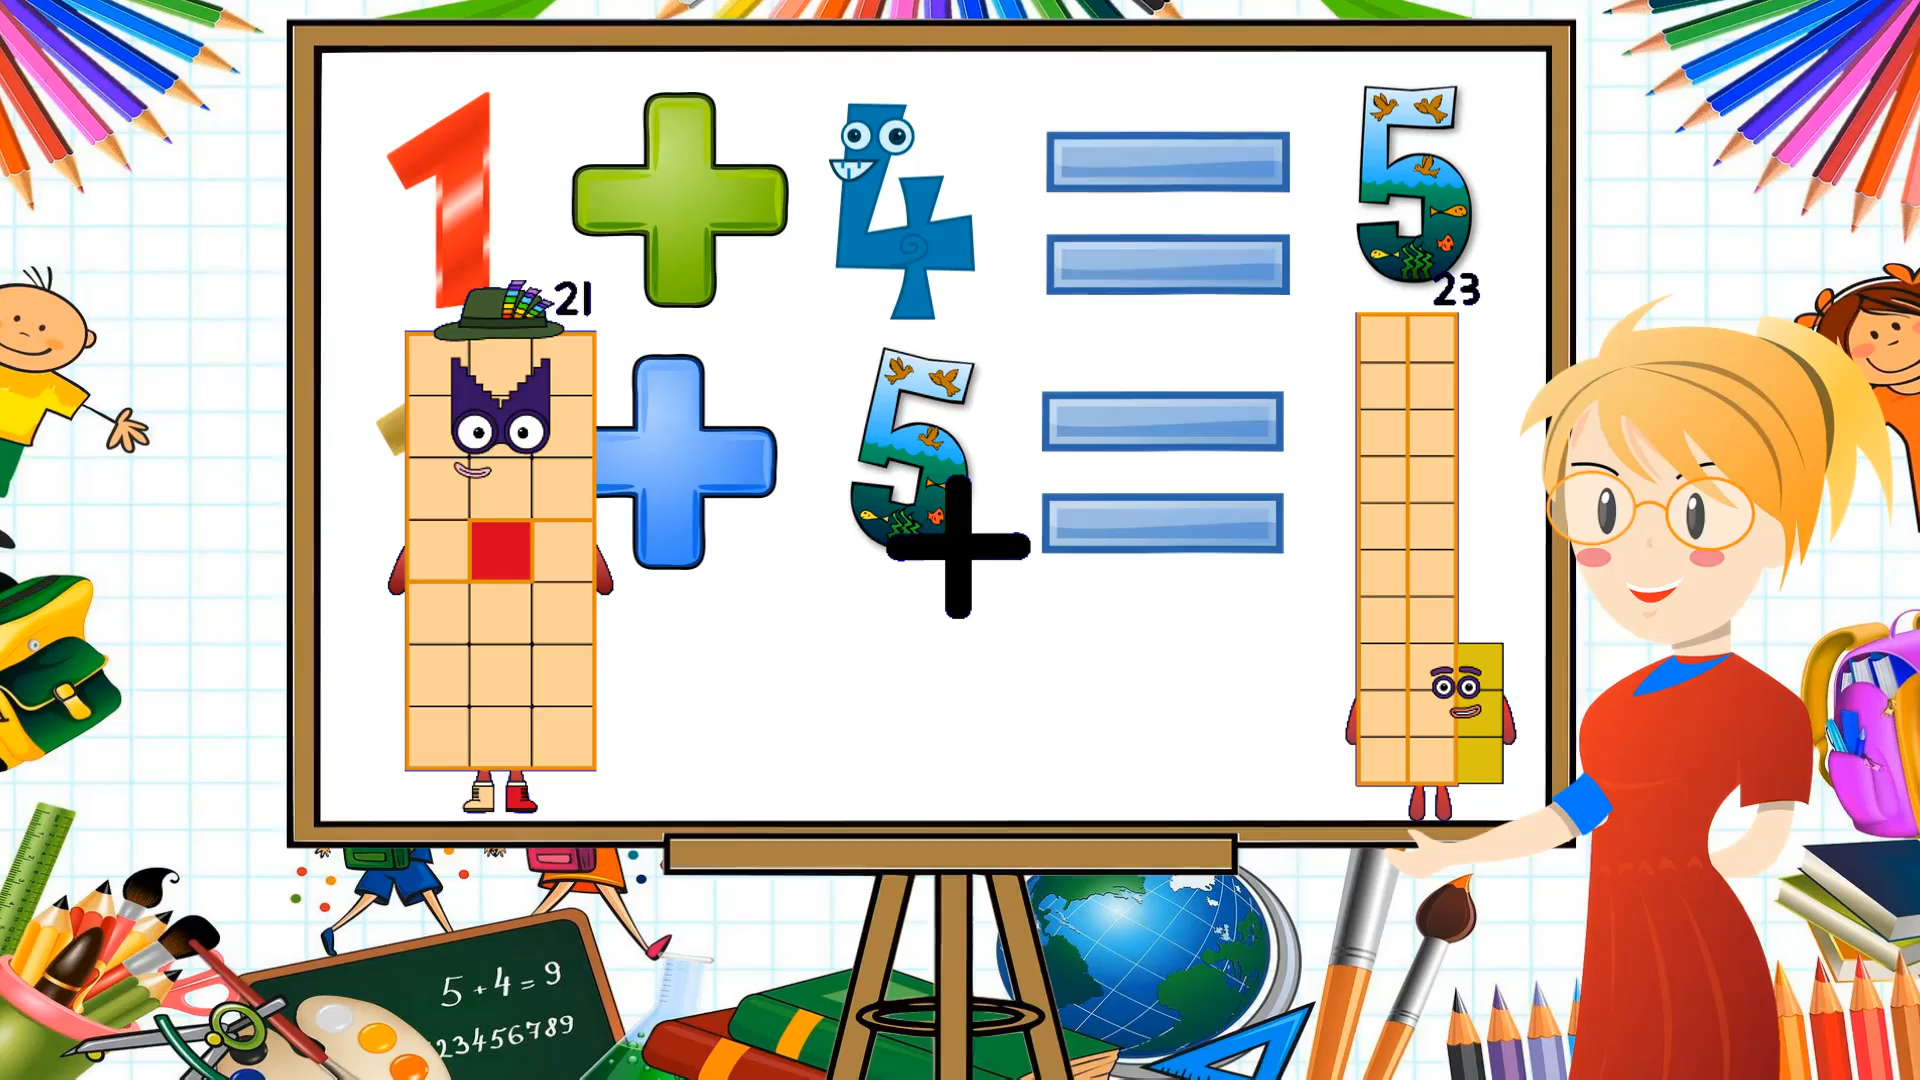 1 + 4 = 5
21
23
+ 5 =
+
5 + 4 = 9
23456789